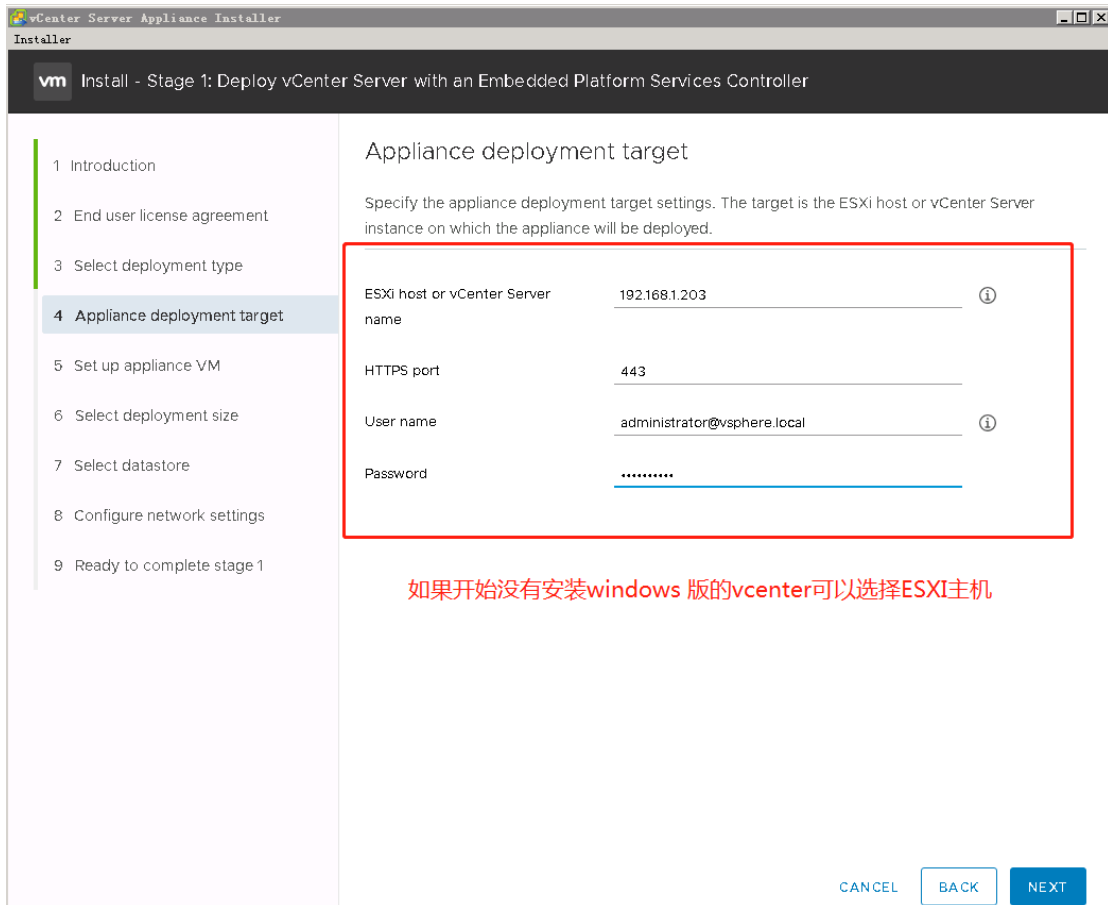 vCenter Server Appliance Installer
Installer
vm Install - Stage 1: Deploy vCenter Server with an Embedded Platform Services Controller
1 Introduction
2 End user license agreement
3 Select deployment type
4 Appliance deployment target
5 Set up appliance VM
6 Select deployment size
7 Select datastore
8 Configure network settings
9 Ready to complete stage 1
Appliance deployment target
Specify the appliance deployment target settings. The target is the ESXi host or vCenter Server
instance on which the appliance will be deployed.
ESXi host or vCenter Server
name
192.168.1.203
HTTPS port
443
User name
administrator@vsphere.local
Password
••••••••••
如果开始没有安装windows 版的vcenter可以选择ESXI主机
CANCEL
BACK
NEXT